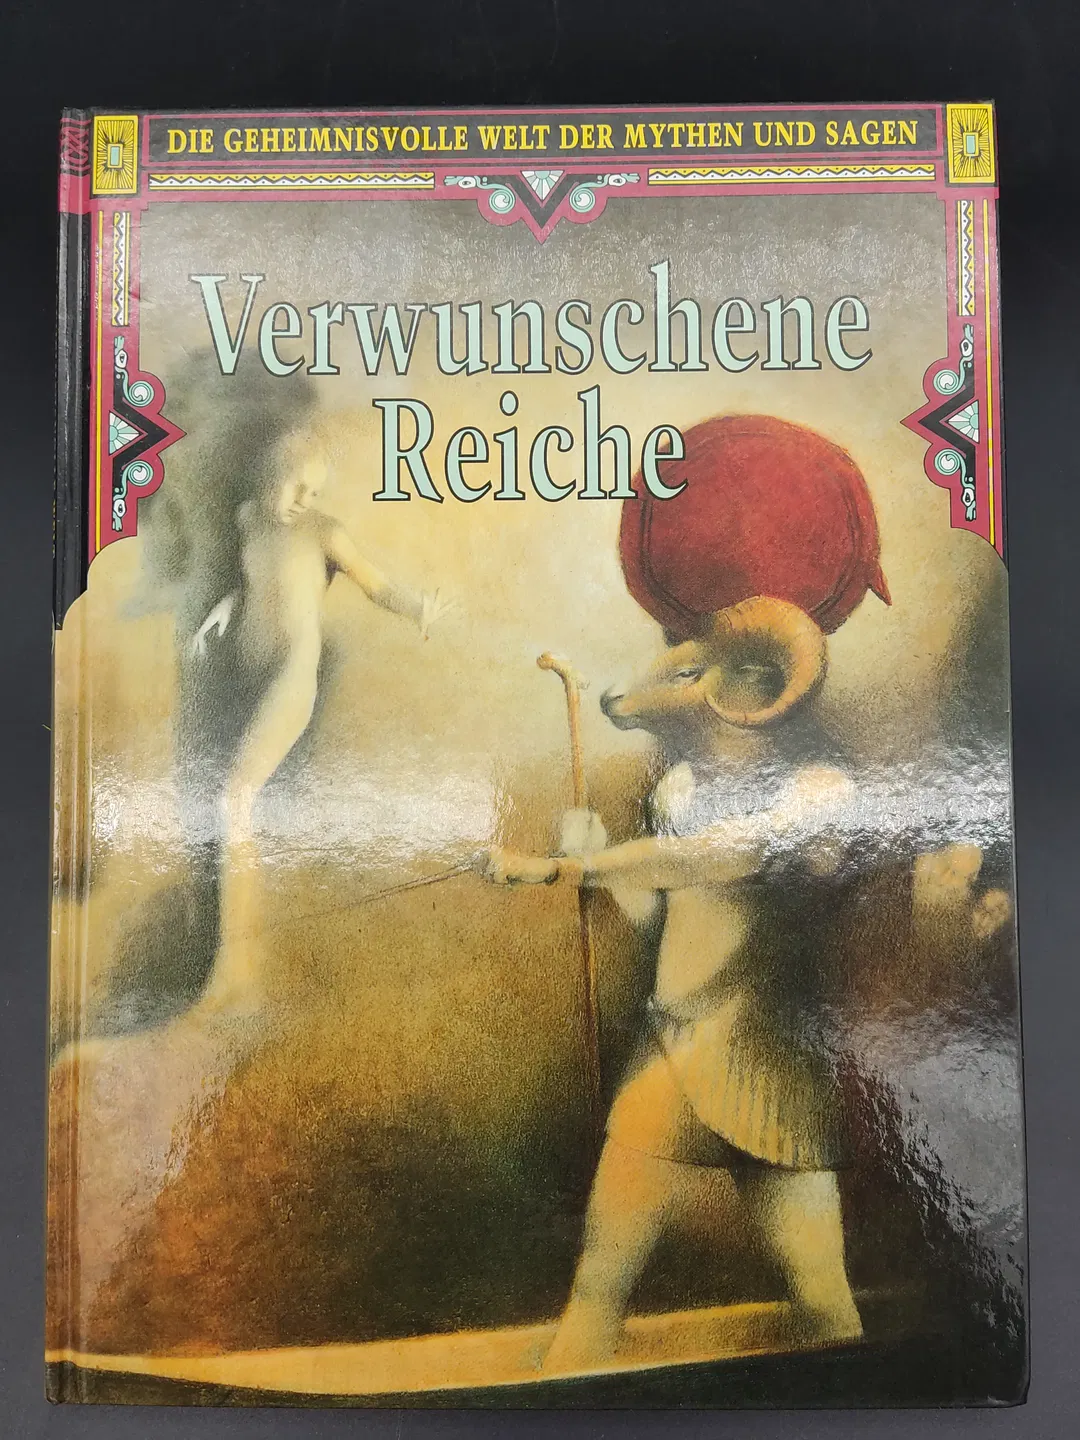 DIE GEHEIMNISVOLLE WELT DER MYTHEN UND SAGEN
Verwunschene
Reiche